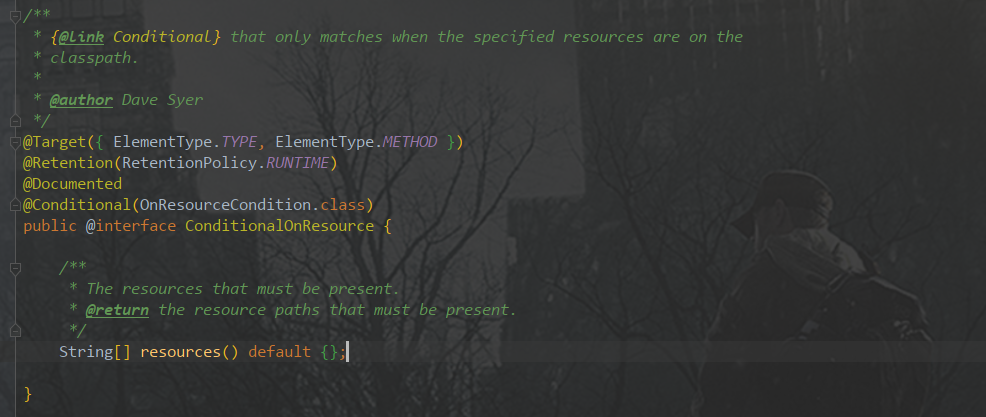 /**
 * {@link Conditional} that only matches when the specified resources are on the
 * classpath.
 *
 * @author Dave Syer
 */
@Target({ ElementType.TYPE, ElementType.METHOD })
@Retention(RetentionPolicy.RUNTIME)
@Documented
@Conditional(OnResourceCondition.class)
public @interface ConditionalOnResource {
    /**
     * The resources that must be present.
     * @return the resource paths that must be present.
     */
    String[] resources() default {};
}